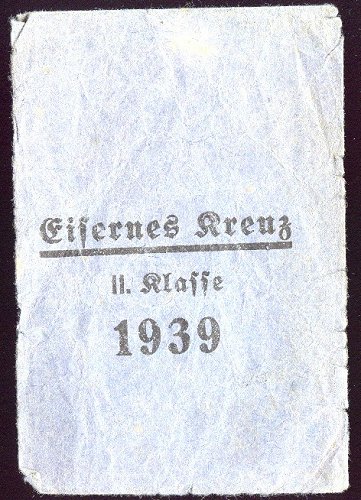 Eiſernes Kreuz
II. Klaſſe
1939